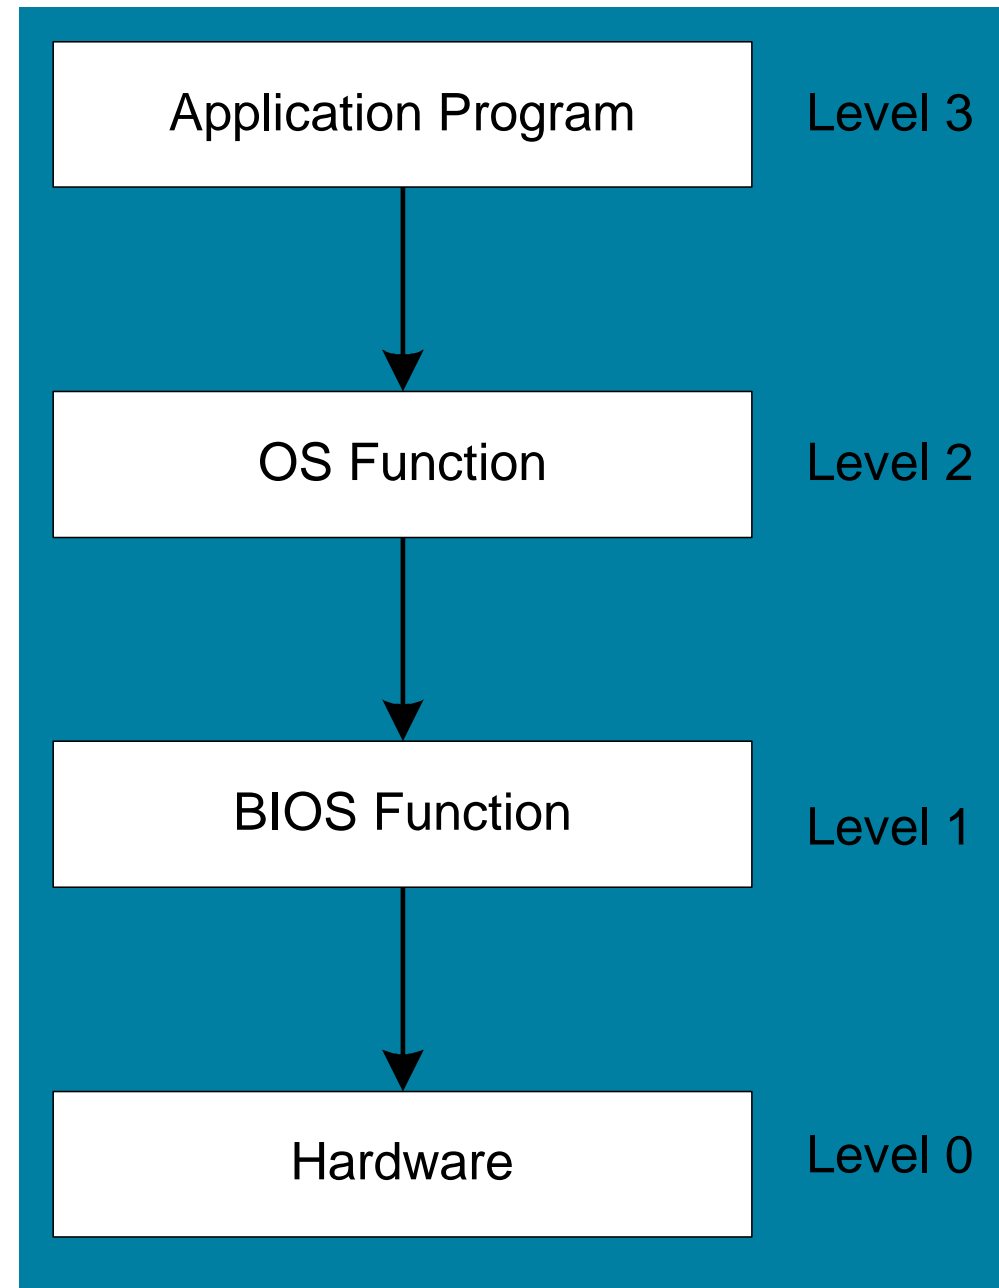 Application Program
Level 3
OS Function
Level 2
BIOS Function
Level 1
Hardware
Level 0